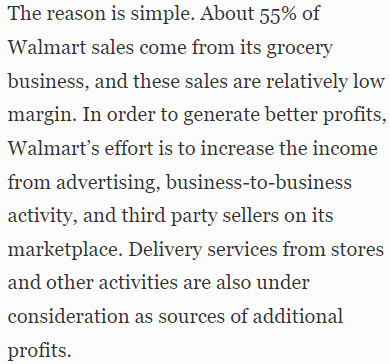 The reason is simple. About 55% of
Walmart sales come from its grocery
business, and these sales are relatively low
margin. In order to generate better profits,
Walmart’s effort is to increase the income
from advertising, business-to-business
activity, and third party sellers on its
marketplace. Delivery services from stores
and other activities are also under
consideration as sources of additional
profits.